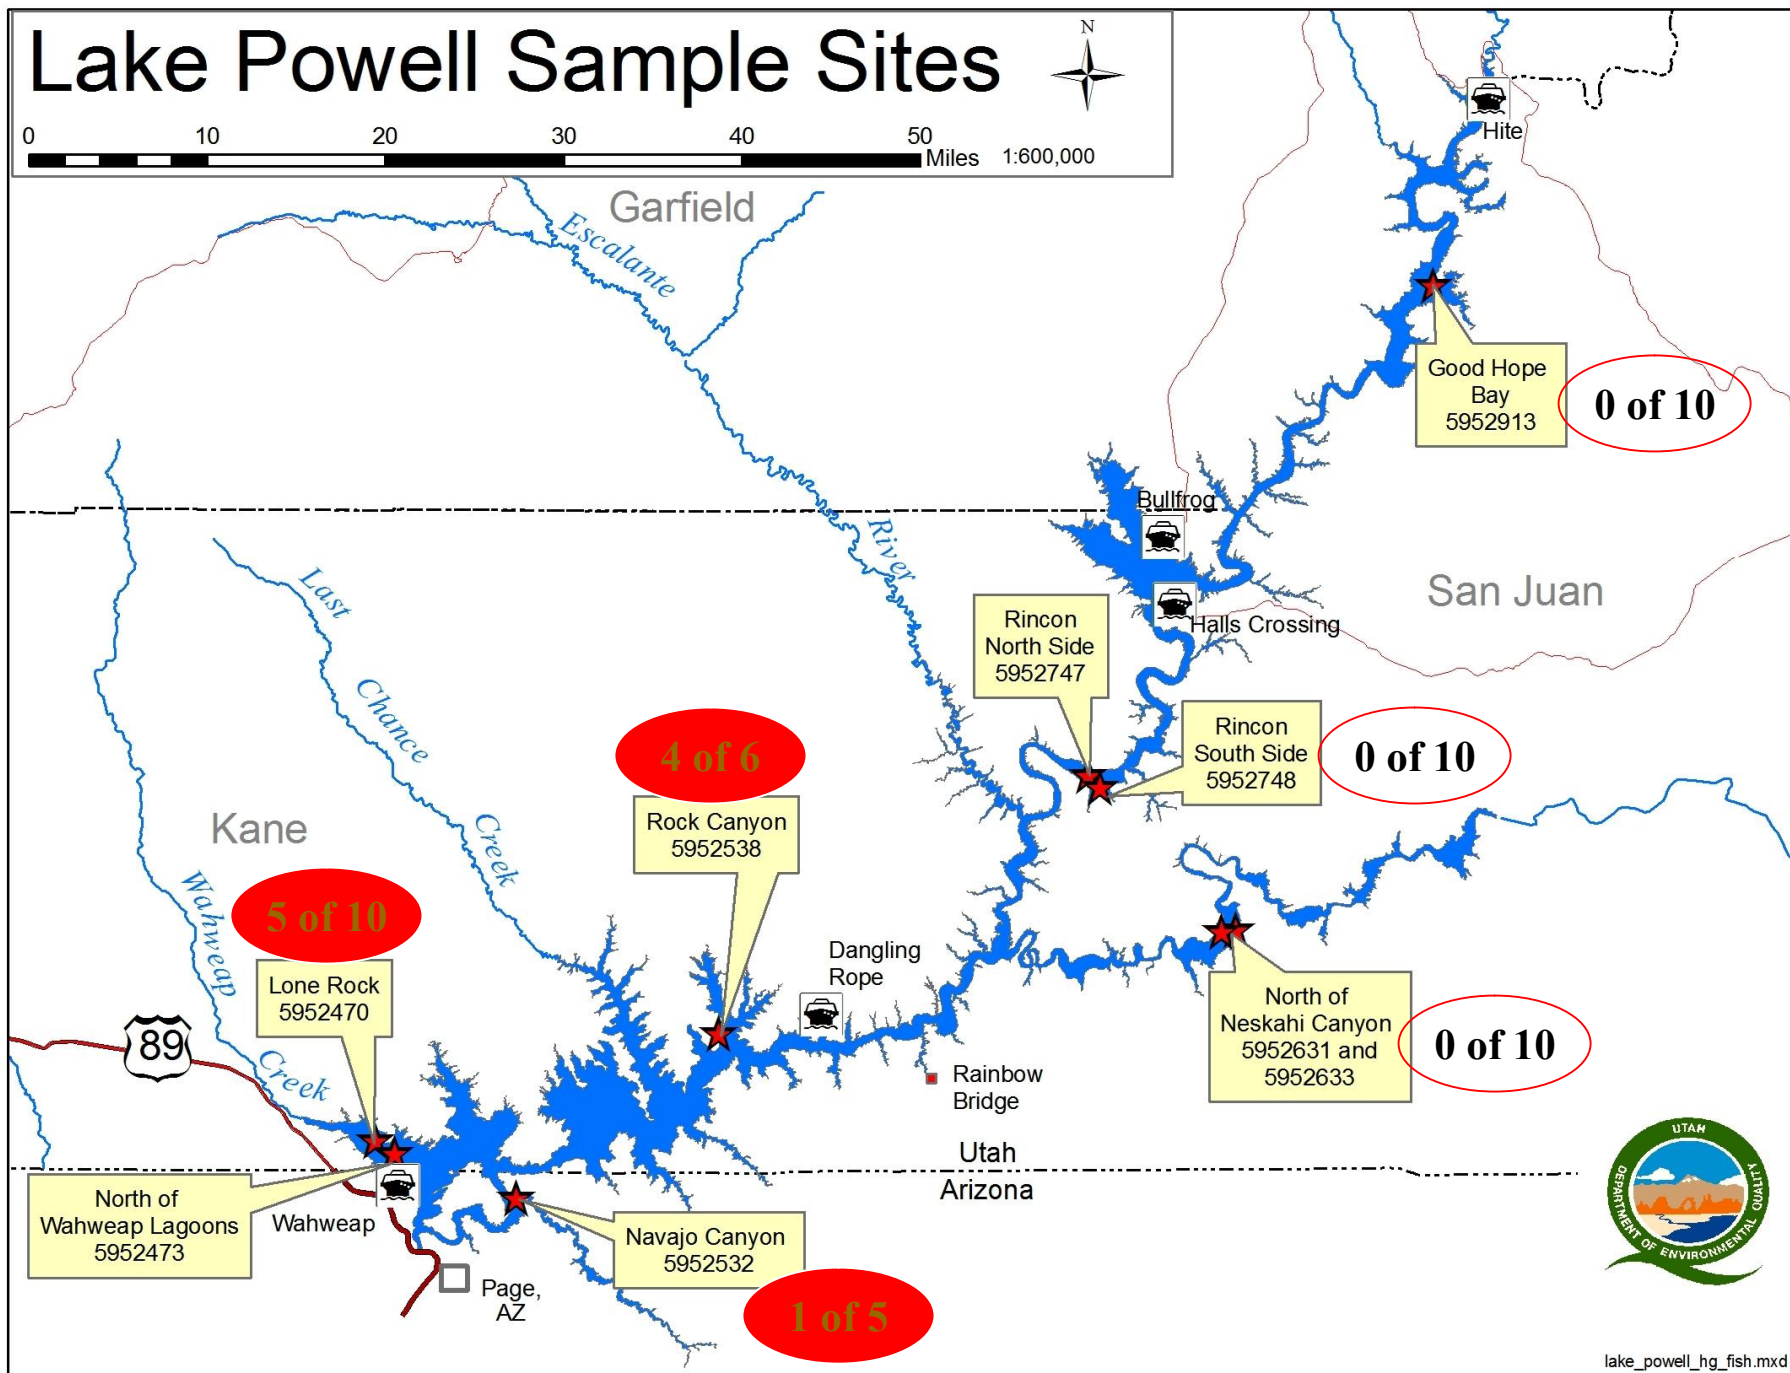 Lake Powell Sample Sites
N
0 10 20 30 40 50
Miles 1:600,000
Hite
Garfield
Escalante
River
Good Hope
Bay
5952913
0 of 10
Bullfrog
San Juan
Last
Chance
Creek
Rincon
North Side
5952747
Halls Crossing
Rincon
South Side
5952748
0 of 10
4 of 6
Rock Canyon
5952538
Kane
Wahweap
Creek
5 of 10
Lone Rock
5952470
89
Dangling
Rope
North of
Neskahi Canyon
5952631 and
5952633
0 of 10
Rainbow
Bridge
Utah
Arizona
North of
Wahweap Lagoons
5952473
Wahweap
Navajo Canyon
5952532
1 of 5
Page,
AZ
UTAH
DEPARTMENT OF ENVIRONMENTAL QUALITY
lake_powell_hg_fish.mxd